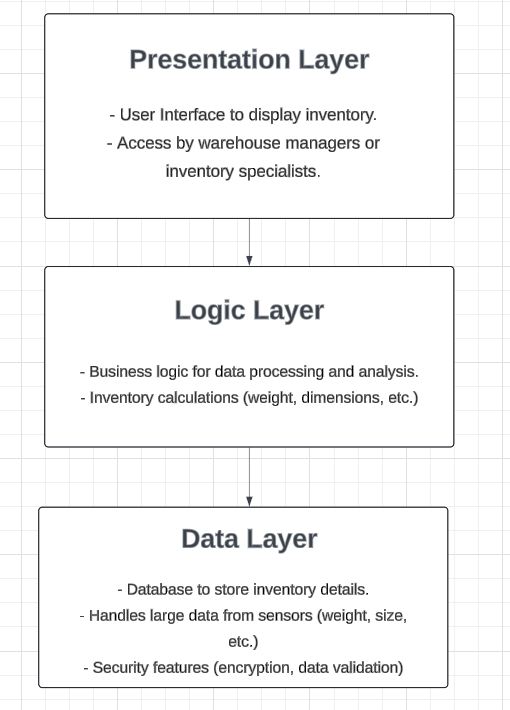 Presentation Layer
- User Interface to display inventory.
- Access by warehouse managers or
inventory specialists.
Logic Layer
- Business logic for data processing and analysis.
- Inventory calculations (weight, dimensions, etc.)
Data Layer
- Database to store inventory details.
- Handles large data from sensors (weight, size,
etc.)
- Security features (encryption, data validation)